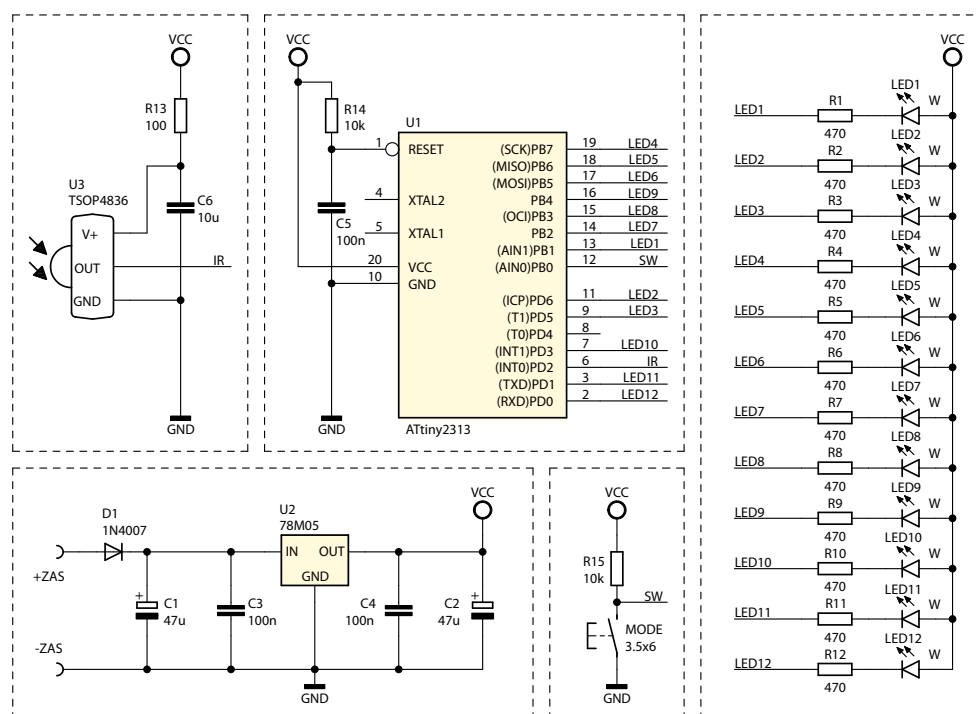 VCC
R13
100
U3
TSOP4836
C6
10u
V+
OUT
IR
GND
GND
VCC
R14
10k
U1
1
RESET
4
XTAL2
C5
100n
5
XTAL1
20
VCC
10
GND
(SCK)PB7
19
LED4
(MISO)PB6
18
LED5
(MOSI)PB5
17
LED6
PB4
16
LED9
(OCI)PB3
15
LED8
PB2
14
LED7
(AIN1)PB1
13
LED1
(AIN0)PB0
12
SW
(ICP)PD6
11
LED2
(T1)PD5
9
LED3
(T0)PD4
8
(INT1)PD3
7
LED10
(INT0)PD2
6
IR
(TXD)PD1
3
LED11
(RXD)PD0
2
LED12
GND
ATtiny2313
VCC
LED1
R1
470
LED1
W
LED2
R2
470
LED2
W
LED3
R3
470
LED3
W
LED4
R4
470
LED4
W
LED5
R5
470
LED5
W
LED6
R6
470
LED6
W
LED7
R7
470
LED7
W
LED8
R8
470
LED8
W
LED9
R9
470
LED9
W
LED10
R10
470
LED10
W
LED11
R11
470
LED11
W
LED12
R12
470
LED12
W
D1
1N4007
U2
78M05
VCC
IN
OUT
GND
+ZAS
+
C1
47u
C3
100n
C4
100n
C2
47u
+
-ZAS
GND
VCC
R15
10k
SW
MODE
3.5x6
GND